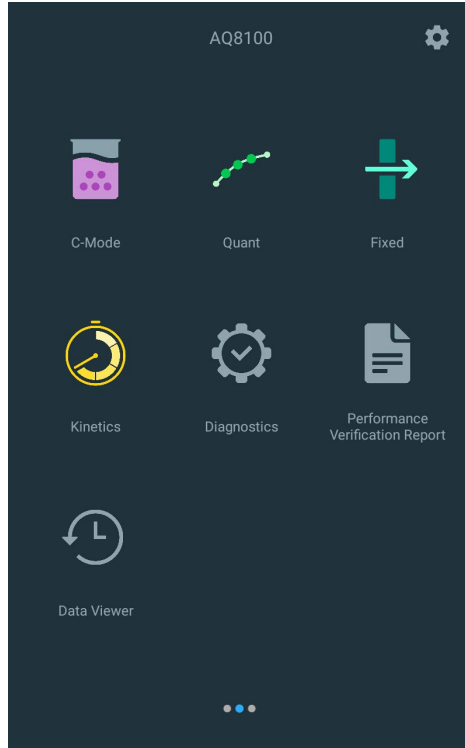 AQ8100
C-Mode
Quant
Fixed
Kinetics
Diagnostics
Performance
Verification Report
Data Viewer